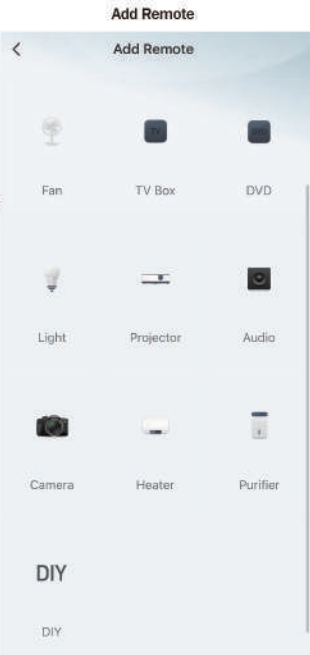 Add Remote
Add Remote
Fan TV Box DVD
Light Projector Audio
Camera Heater Purifier
DIY
DIY